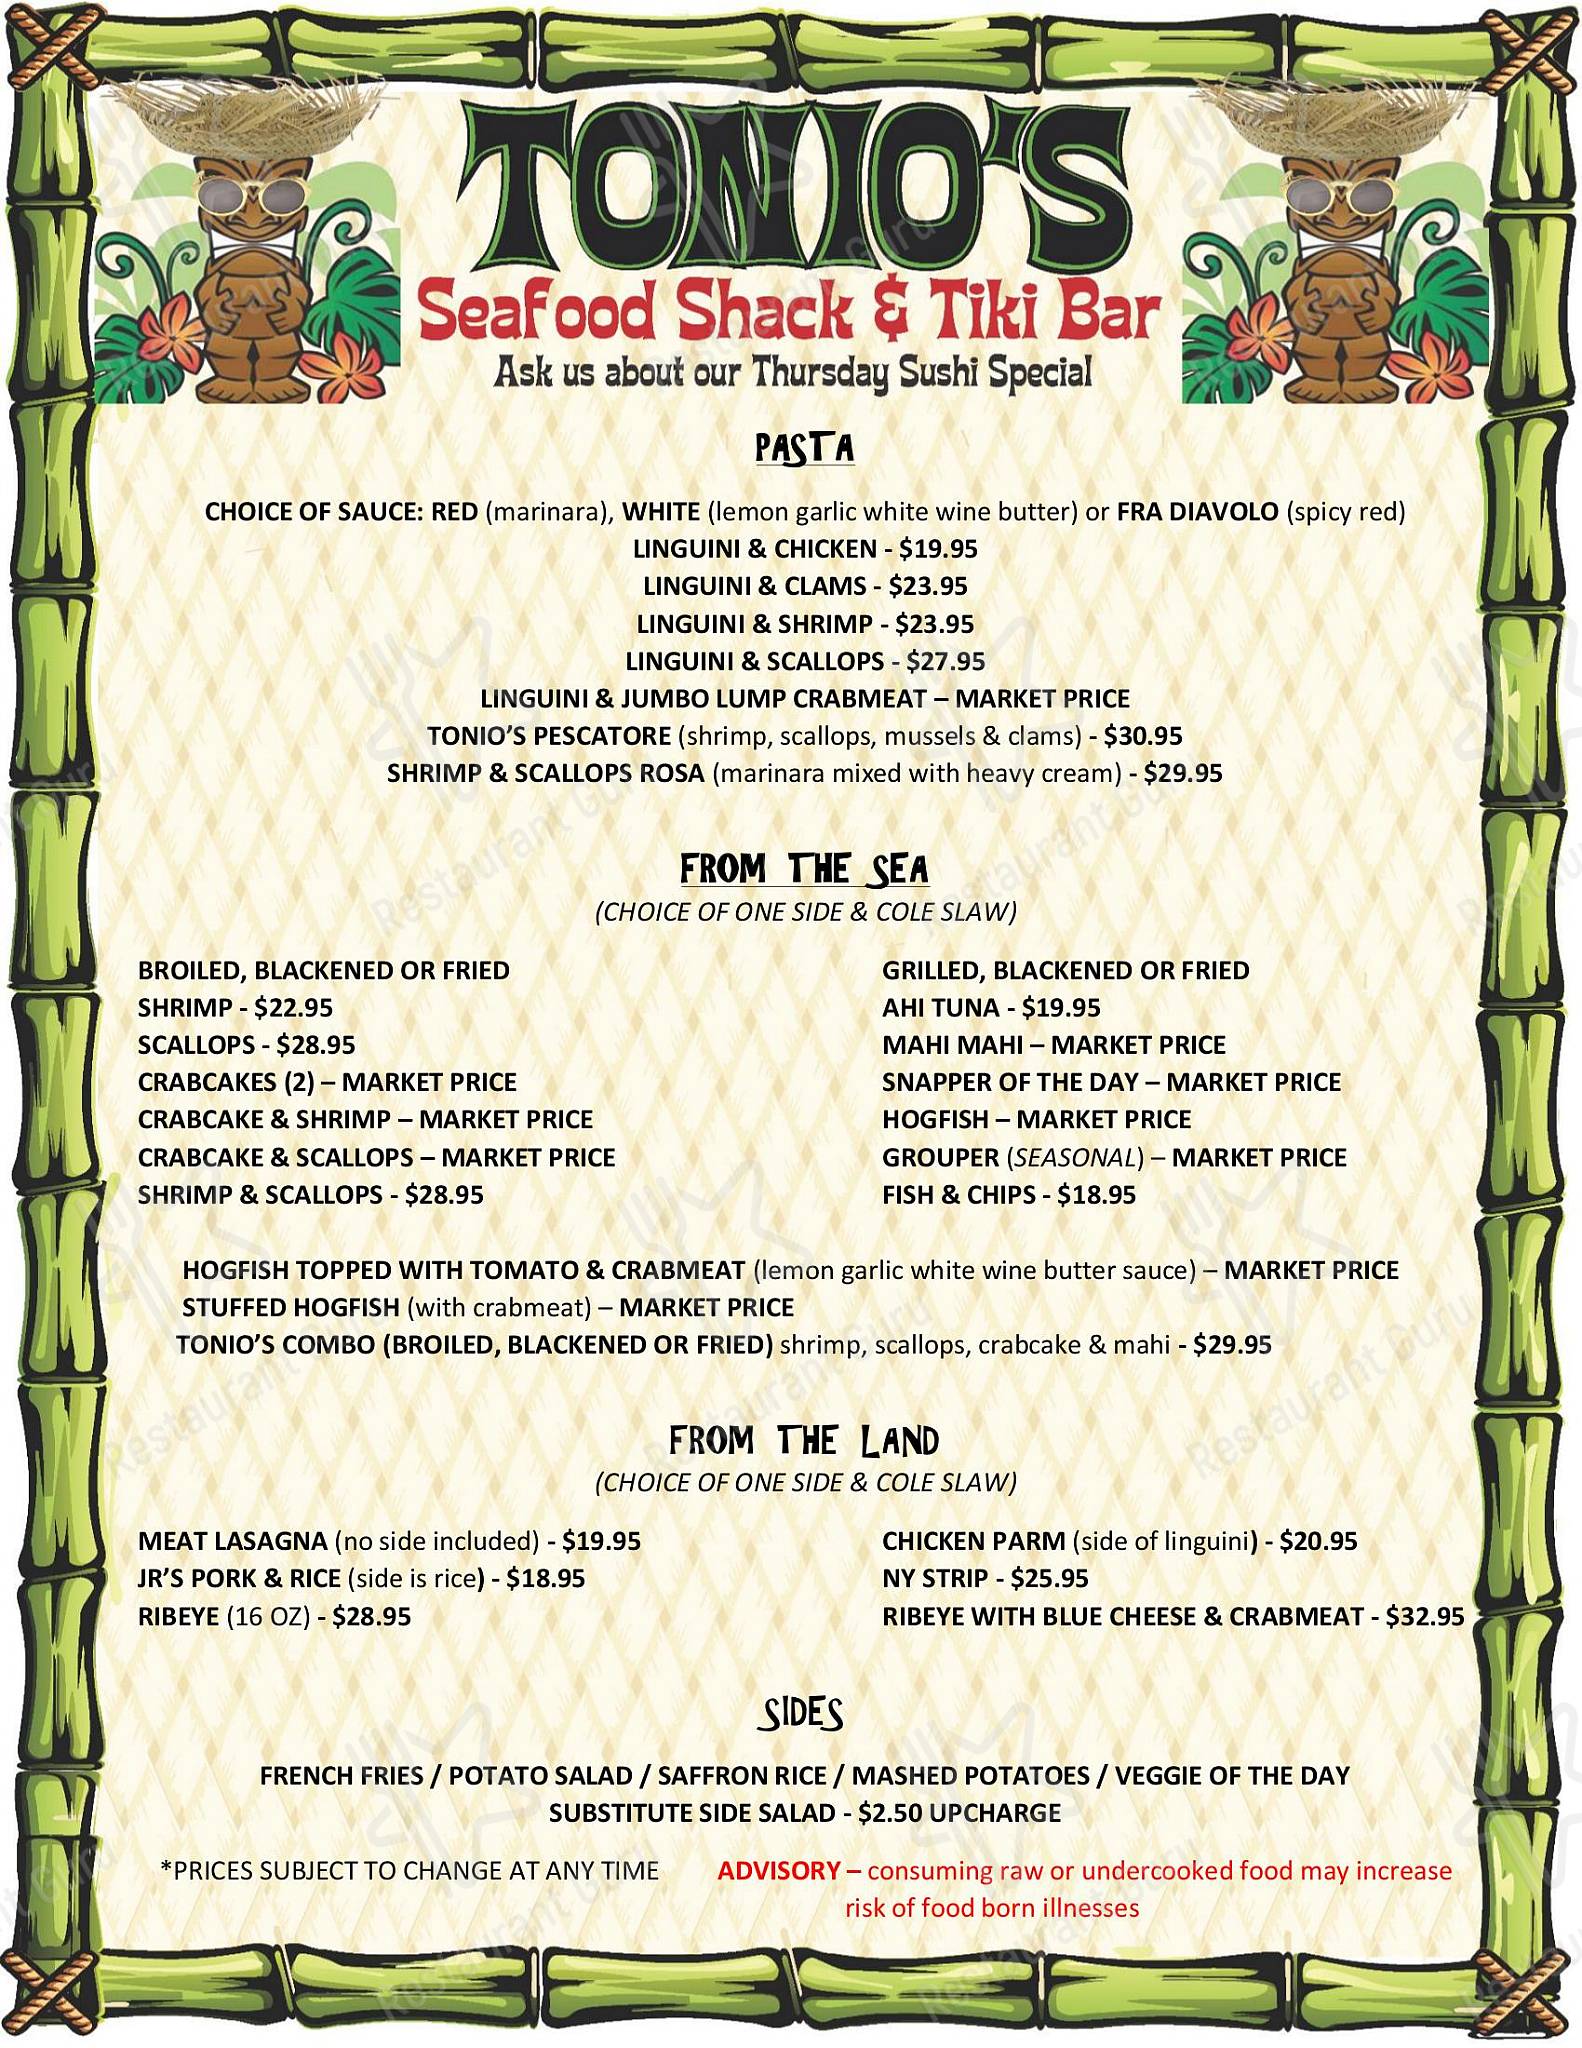 TONIO'S
Seafood Shack & Tiki Bar
Ask us about our Thursday Sushi Special
PASTA
CHOICE OF SAUCE: RED (marinara), WHITE (lemon garlic white wine butter) or FRA DIAVOLO (spicy red)
LINGUINI & CHICKEN - $19.95
LINGUINI & CLAMS - $23.95
LINGUINI & SHRIMP - $23.95
LINGUINI & SCALLOPS - $27.95
LINGUINI & JUMBO LUMP CRABMEAT – MARKET PRICE
TONIO'S PESCATORE (shrimp, scallops, mussels & clams) - $30.95
SHRIMP & SCALLOPS ROSA (marinara mixed with heavy cream) - $29.95
FROM THE SEA
(CHOICE OF ONE SIDE & COLE SLAW)
BROILED, BLACKENED OR FRIED
SHRIMP - $22.95
SCALLOPS - $28.95
CRABCAKES (2) – MARKET PRICE
CRABCAKE & SHRIMP – MARKET PRICE
CRABCAKE & SCALLOPS – MARKET PRICE
SHRIMP & SCALLOPS - $28.95
GRILLED, BLACKENED OR FRIED
AHI TUNA - $19.95
MAHI MAHI – MARKET PRICE
SNAPPER OF THE DAY – MARKET PRICE
HOGFISH – MARKET PRICE
GROUPER (SEASONAL) – MARKET PRICE
FISH & CHIPS - $18.95
HOGFISH TOPPED WITH TOMATO & CRABMEAT (lemon garlic white wine butter sauce) – MARKET PRICE
STUFFED HOGFISH (with crabmeat) – MARKET PRICE
TONIO'S COMBO (BROILED, BLACKENED OR FRIED) shrimp, scallops, crabcake & mahi - $29.95
FROM THE LAND
(CHOICE OF ONE SIDE & COLE SLAW)
MEAT LASAGNA (no side included) - $19.95
JR'S PORK & RICE (side is rice) - $18.95
RIBEYE (16 OZ) - $28.95
CHICKEN PARM (side of linguini) - $20.95
NY STRIP - $25.95
RIBEYE WITH BLUE CHEESE & CRABMEAT - $32.95
SIDES
FRENCH FRIES / POTATO SALAD / SAFFRON RICE / MASHED POTATOES / VEGGIE OF THE DAY
SUBSTITUTE SIDE SALAD - $2.50 UPCHARGE
*PRICES SUBJECT TO CHANGE AT ANY TIME
ADVISORY – consuming raw or undercooked food may increase
risk of food born illnesses
Restaurant Guru